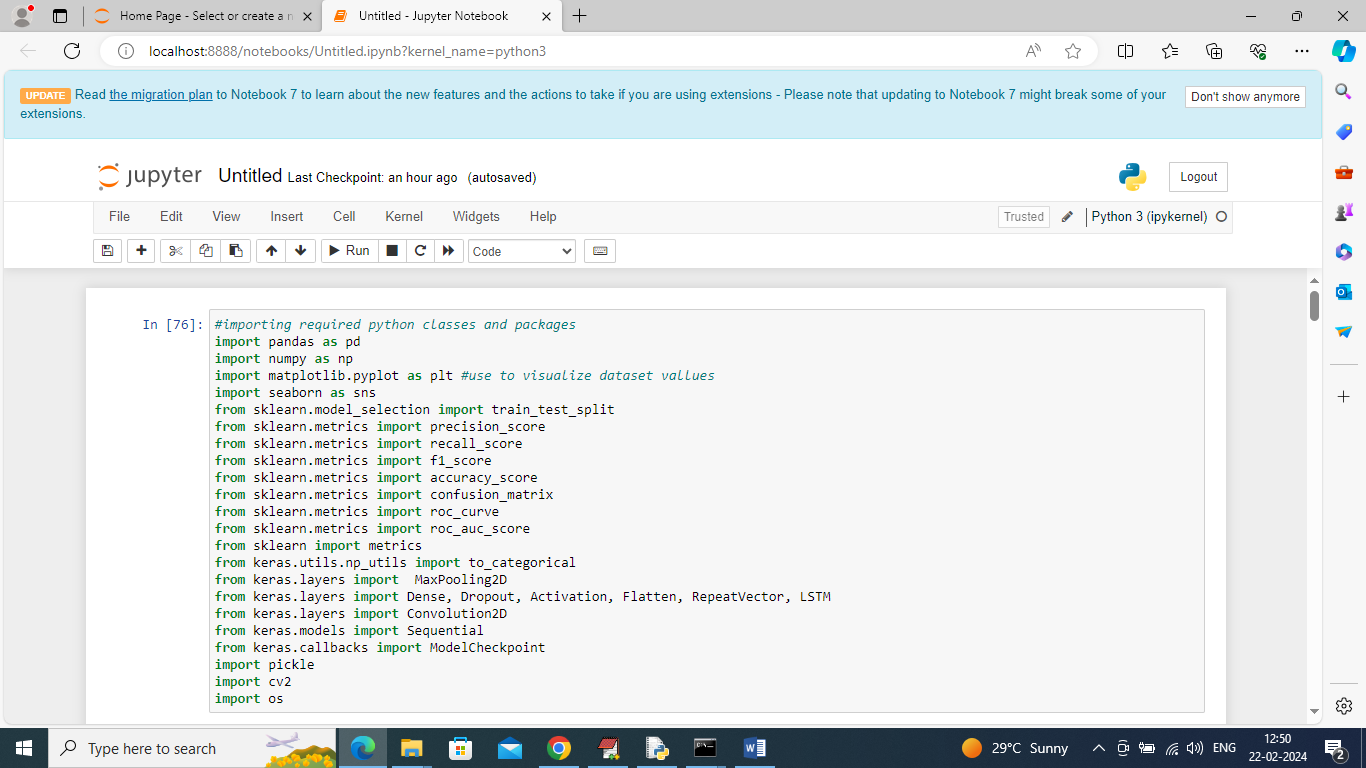 Home Page - Select or create a n
Untitled - Jupyter Notebook
localhost:8888/notebooks/Untitled.ipynb?kernel_name=python3
UPDATE Read the migration plan to Notebook 7 to learn about the new features and the actions to take if you are using extensions - Please note that updating to Notebook 7 might break some of your
extensions.
Don't show anymore
jupyter Untitled Last Checkpoint: an hour ago (autosaved)
Logout
File Edit View Insert Cell Kernel Widgets Help
Trusted
Python 3 (ipykernel)
Run
Code
In [76]: #importing required python classes and packages
import pandas as pd
import numpy as np
import matplotlib.pyplot as plt #use to visualize dataset vallues
import seaborn as sns
from sklearn.model_selection import train_test_split
from sklearn.metrics import precision_score
from sklearn.metrics import recall_score
from sklearn.metrics import f1_score
from sklearn.metrics import accuracy_score
from sklearn.metrics import confusion_matrix
from sklearn.metrics import roc_curve
from sklearn.metrics import roc_auc_score
from sklearn import metrics
from keras.utils.np_utils import to_categorical
from keras.layers import  MaxPooling2D
from keras.layers import Dense, Dropout, Activation, Flatten, RepeatVector, LSTM
from keras.layers import Convolution2D
from keras.models import Sequential
from keras.callbacks import ModelCheckpoint
import pickle
import cv2
import os
Type here to search
29°C Sunny
ENG
12:50
22-02-2024
2